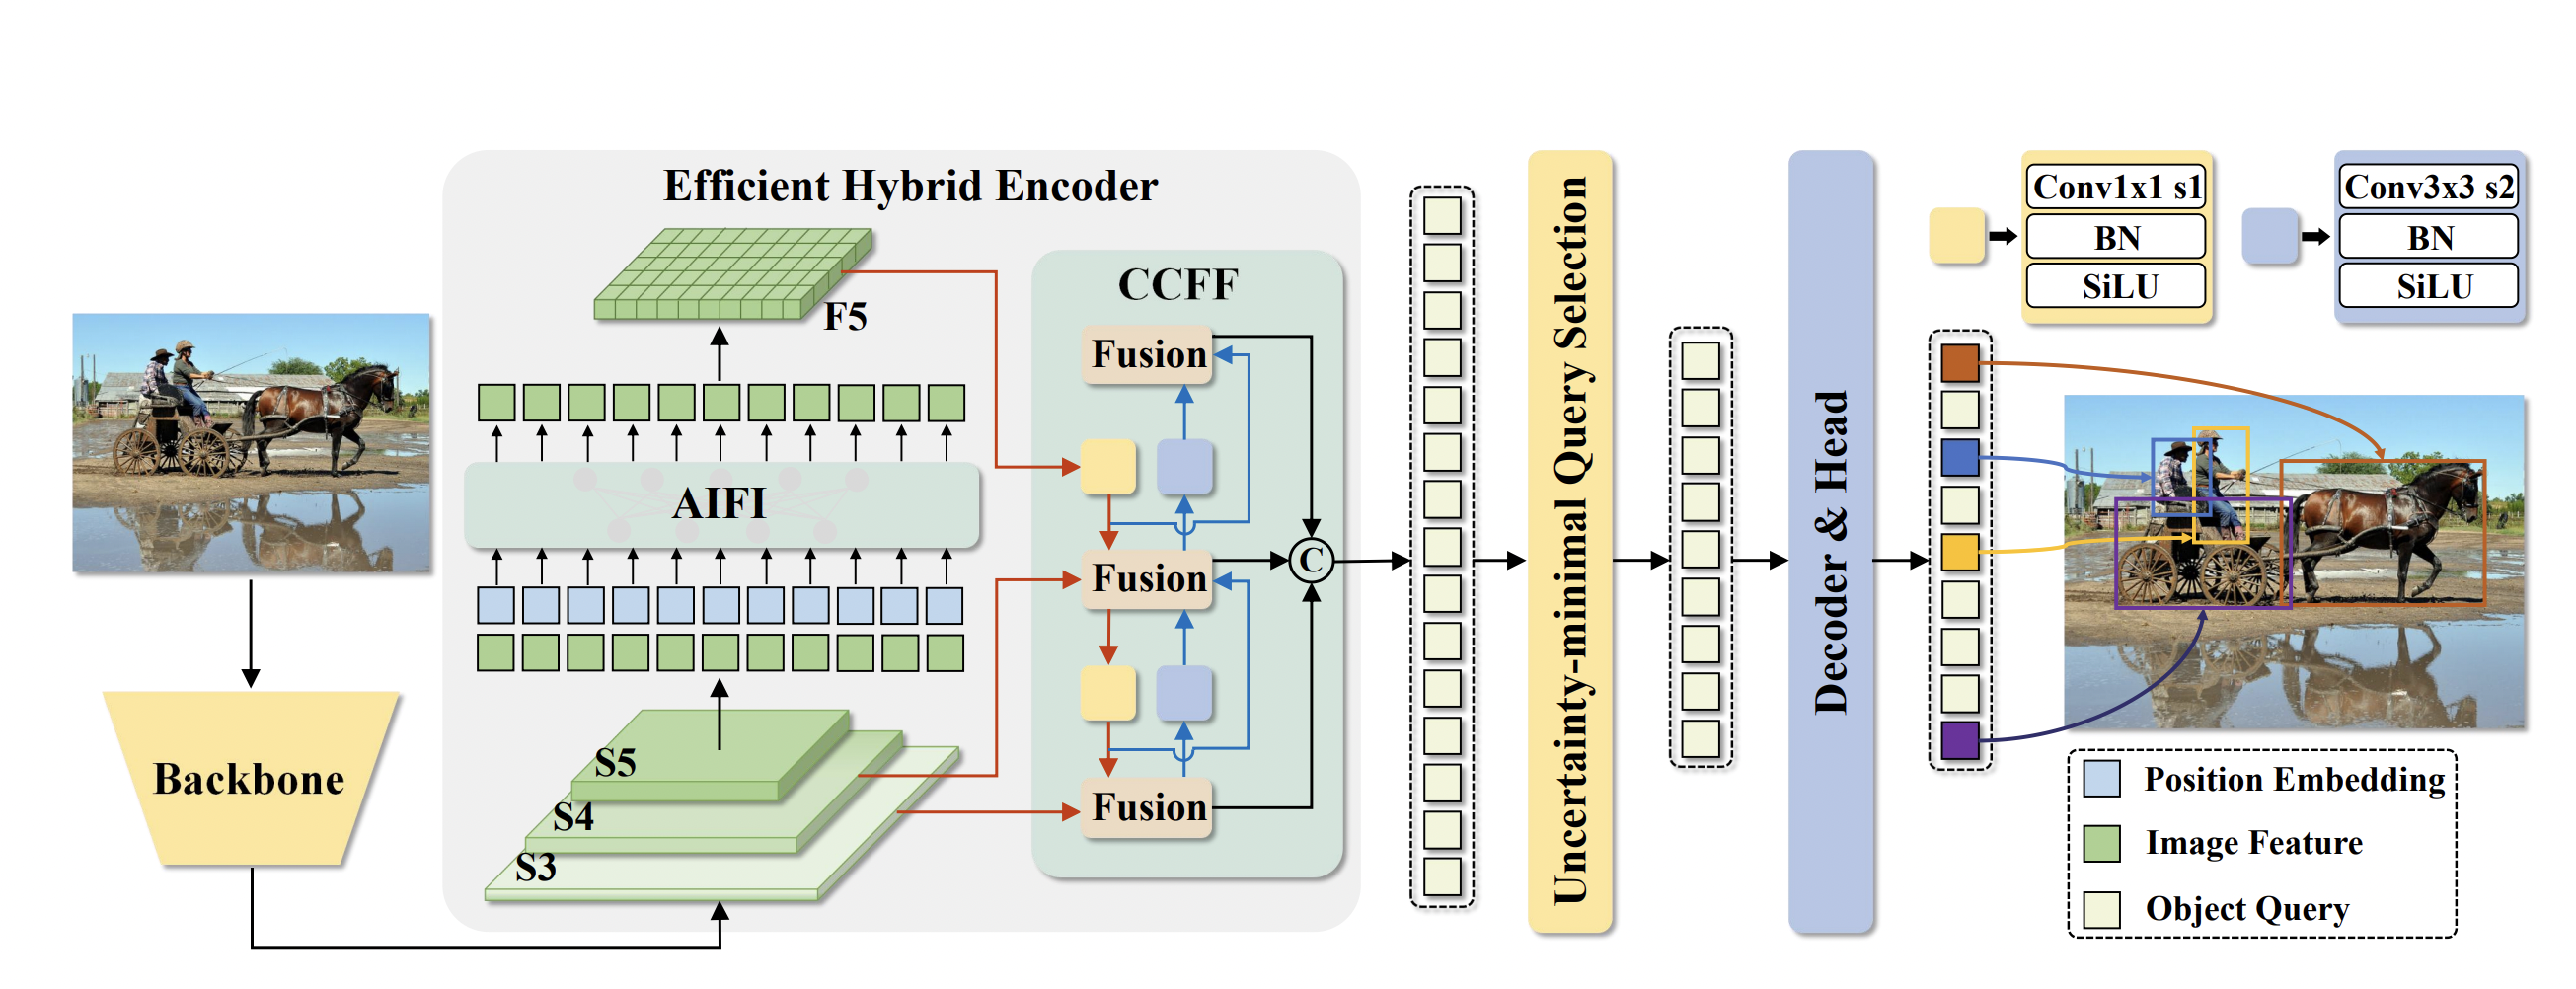 Efficient Hybrid Encoder
F5
AIFI
S5
S4
S3
Backbone
CCFF
Fusion
Fusion
Fusion
C
Uncertainty-minimal Query Selection
Decoder & Head
Conv1x1 s1
BN
SiLU
Conv3x3 s2
BN
SiLU
Position Embedding
Image Feature
Object Query